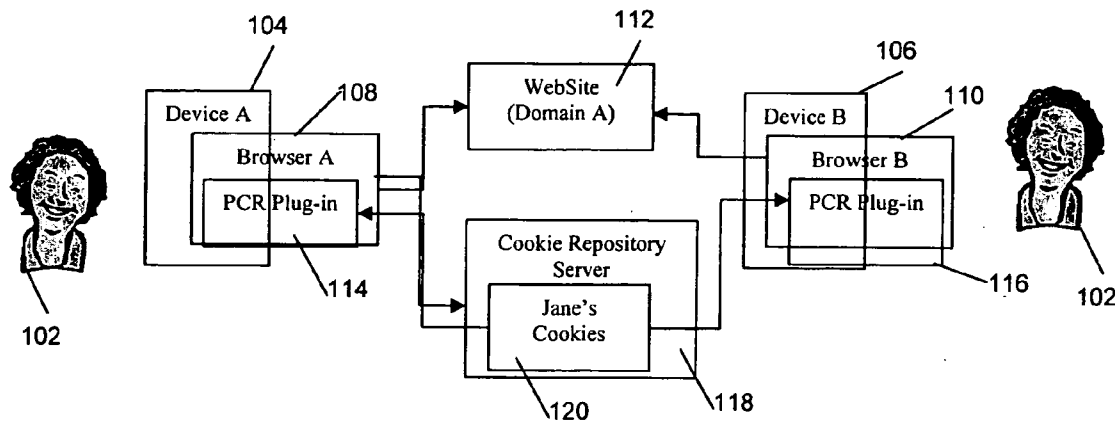 104
112
106
108
110
Device A
WebSite
(Domain A)
Device B
Browser A
Browser B
PCR Plug-in
PCR Plug-in
Cookie Repository
Server
Jane's
Cookies
102
114
116
102
120
118